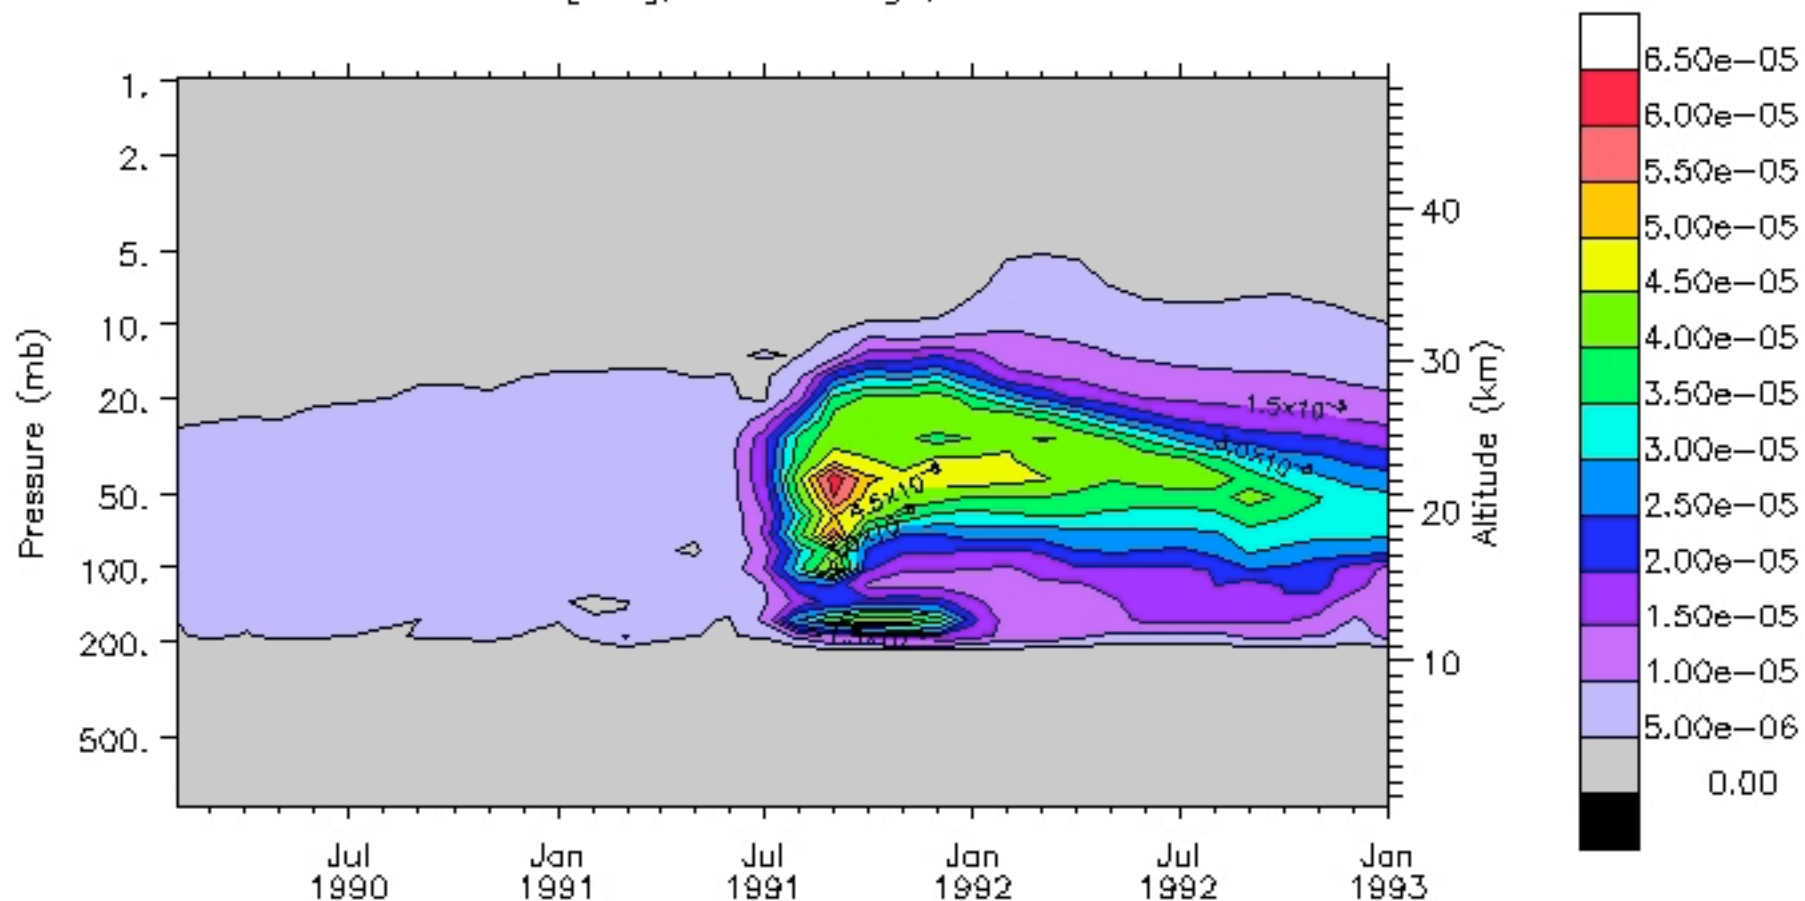 1.
2.
5.
10.
20.
50.
100.
200.
500.
Pressure (mb)
40
30
20
10
Altitude (km)
Jul
1990
Jan
1991
Jul
1991
Jan
1992
Jul
1992
Jan
1993
6.50e-05
6.00e-05
5.50e-05
5.00e-05
4.50e-05
4.00e-05
3.50e-05
3.00e-05
2.50e-05
2.00e-05
1.50e-05
1.00e-05
5.00e-06
0.00